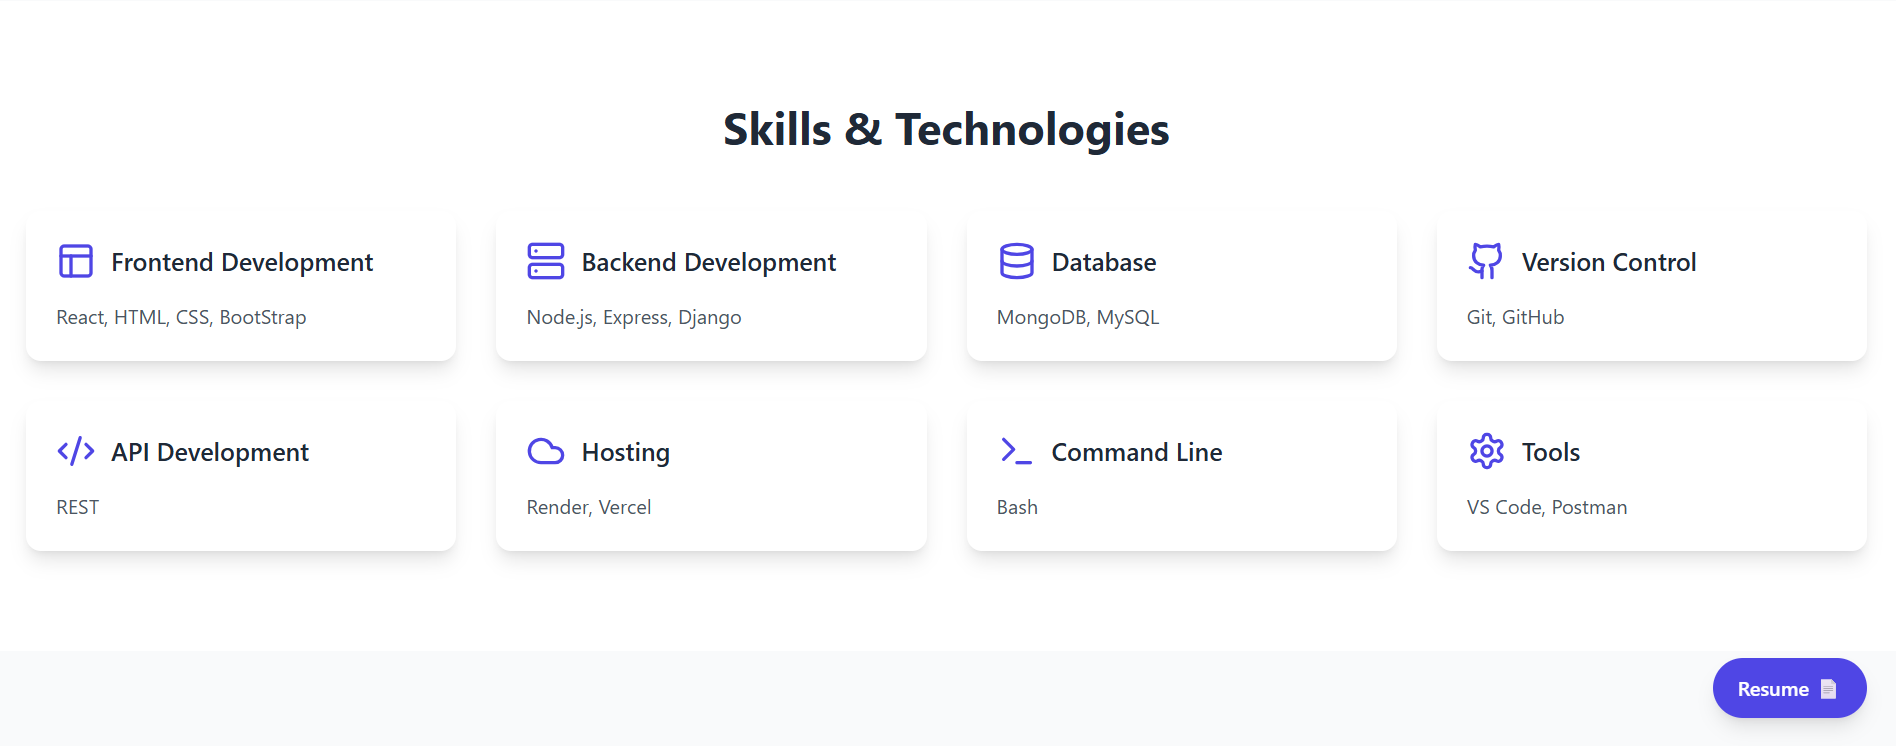 Skills & Technologies
Frontend Development
React, HTML, CSS, BootStrap
Backend Development
Node.js, Express, Django
Database
MongoDB, MySQL
Version Control
Git, GitHub
API Development
REST
Hosting
Render, Vercel
Command Line
Bash
Tools
VS Code, Postman
Resume